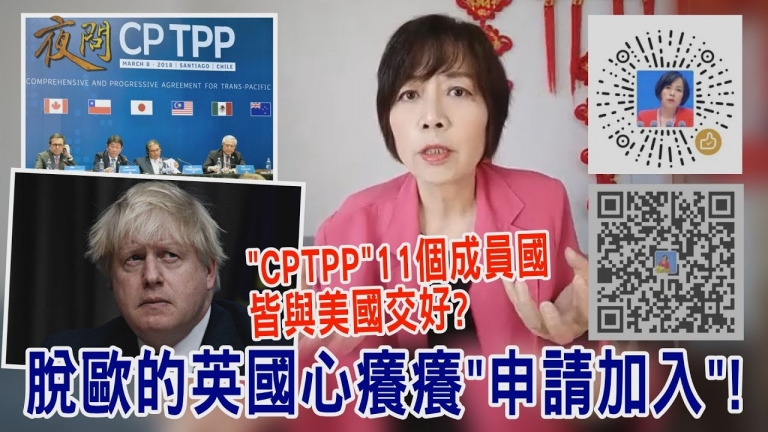 夜問
CPTPP
MARCH 8 · 2018 | SANTIAGO | CHILE
COMPREHENSIVE AND PROGRESSIVE AGREEMENT FOR TRANS-PACIFIC
"CPTPP"11個成員國
皆與美國交好?
脫歐的英國心癢癢"申請加入"!